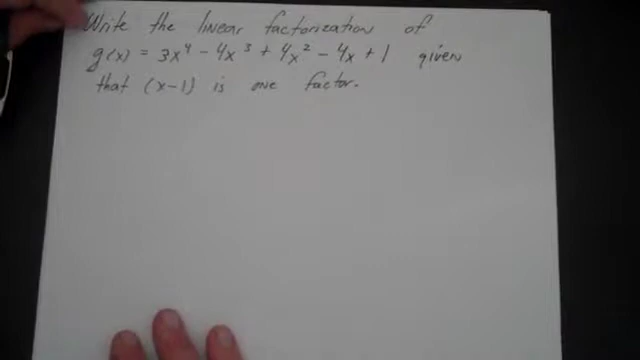 Write the linear factorization of
g(x) = 3x⁴ - 4x³ + 4x² - 4x + 1 given
that (x-1) is one factor.